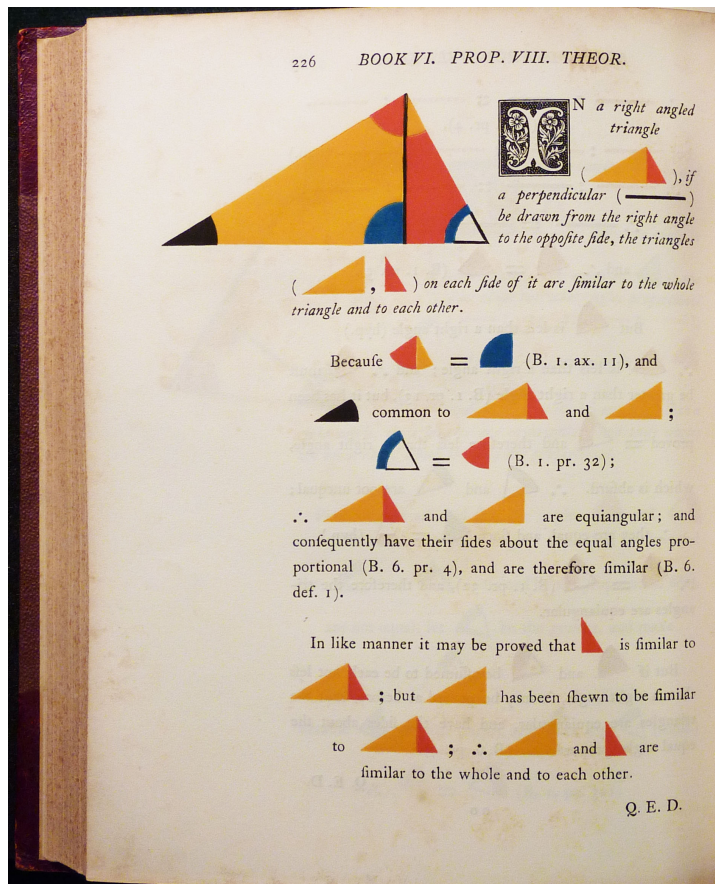 226 BOOK VI. PROP. VIII. THEOR.
IN a right angled
triangle
( ), if
a perpendicular ( )
be drawn from the right angle
to the oppoſite ſide, the triangles
( , ) on each ſide of it are ſimilar to the whole
triangle and to each other.
Becauſe = (B. 1. ax. 11), and
common to and ;
= (B. 1. pr. 32);
∴ and are equiangular; and
conſequently have their ſides about the equal angles pro-
portional (B. 6. pr. 4), and are therefore ſimilar (B. 6.
def. 1).
In like manner it may be proved that is ſimilar to
; but has been ſhewn to be ſimilar
to ; ∴ and are
ſimilar to the whole and to each other.
Q. E. D.